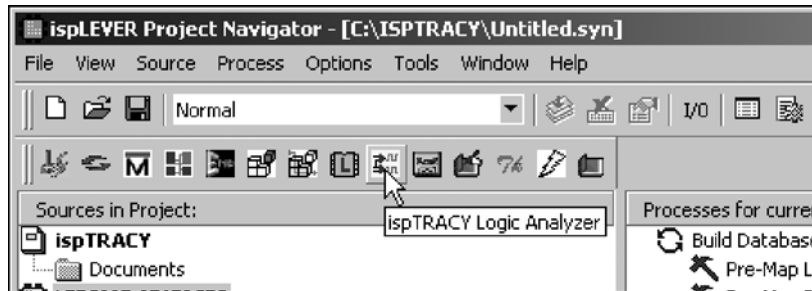 ispLEVER Project Navigator - [C:\ISPTRACY\Untitled.syn]
File View Source Process Options Tools Window Help
Normal
I/O
Sources in Project:
Processes for curre
ispTRACY Logic Analyzer
ispTRACY
Build Databas
Documents
Pre-Map L